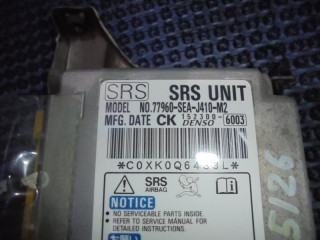 SRS SRS UNIT
MODEL NO.77960-SEA-J410-M2
MFG. DATE CK 152300- 6003
DENSO
SRS
AIRBAG
NOTICE
NO SERVICEABLE PARTS INSIDE.
REFER TO SERVICE MANUAL
FOR DETAILED INSTRUCTIONS.
5126